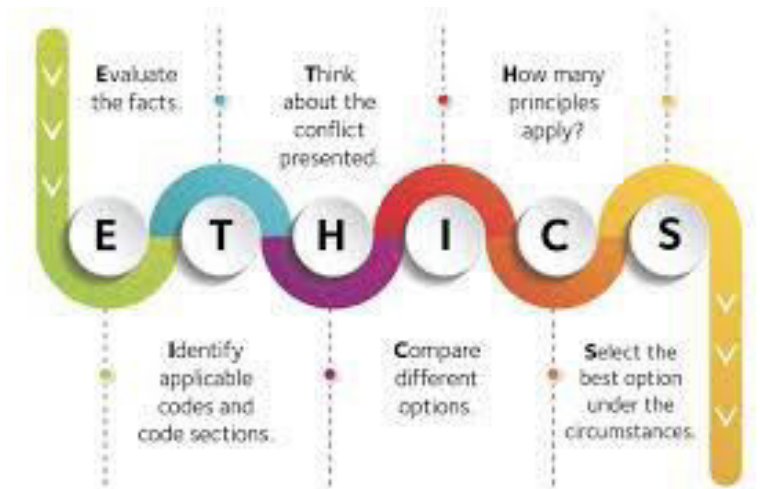 Evaluate
the facts.
Think
about the
conflict
presented.
How many
principles
apply?
E T H I C S
Identify
applicable
codes and
code sections.
Compare
different
options.
Select the
best option
under the
circumstances.